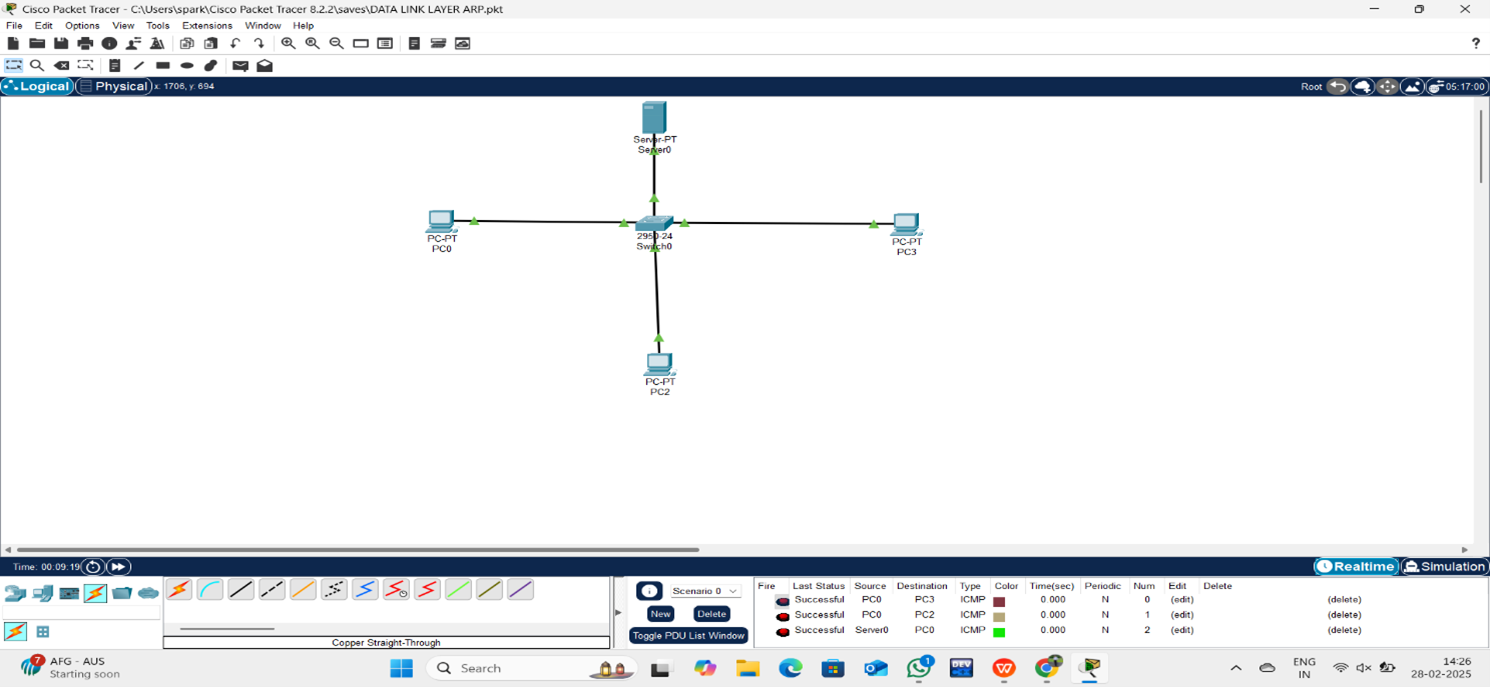 Cisco Packet Tracer - C:\Users\spark\Cisco Packet Tracer 8.2.2\saves\DATA LINK LAYER ARP.pkt
File Edit Options View Tools Extensions Window Help
?
Logical Physical x: 1706, y: 694 Root 05:17:00
Server-PT
Server0
PC-PT
PC0
2950-24
Switch0
PC-PT
PC3
PC-PT
PC2
Time: 00:09:19 Realtime Simulation
Scenario 0
New Delete
Toggle PDU List Window
Copper Straight-Through
Fire Last Status Source Destination Type Color Time(sec) Periodic Num Edit Delete
Successful PC0 PC3 ICMP 0.000 N 0 (edit) (delete)
Successful PC0 PC2 ICMP 0.000 N 1 (edit) (delete)
Successful Server0 PC0 ICMP 0.000 N 2 (edit) (delete)
7
AFG - AUS
Starting soon
Search
1
DEV
ENG
IN
14:26
28-02-2025